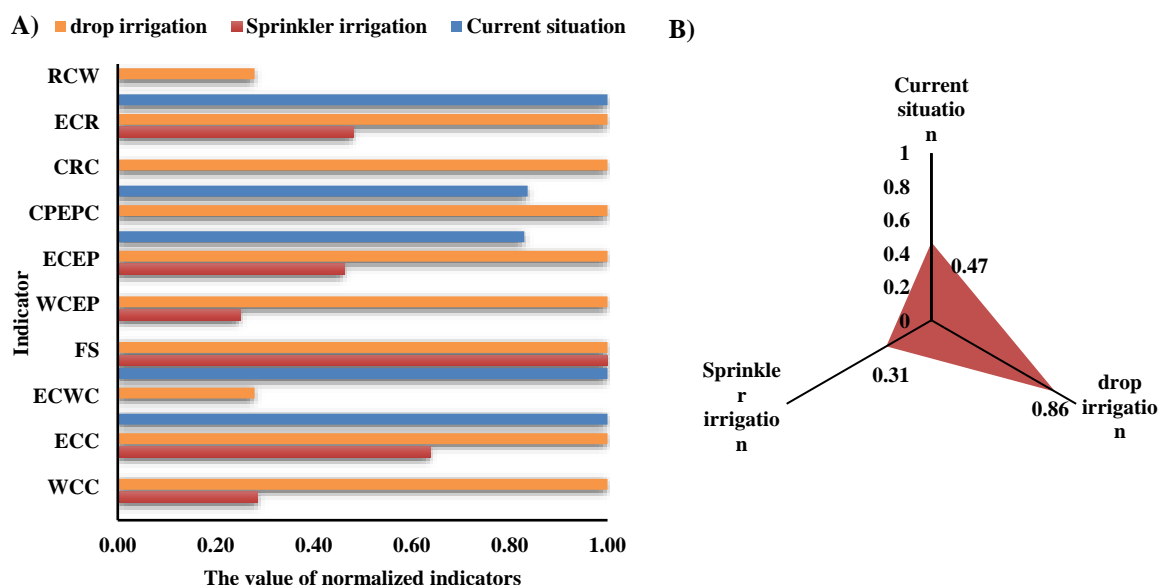 A)
drop irrigation
Sprinkler irrigation
Current situation
RCW
ECR
CRC
CPEPC
ECEP
WCEP
FS
ECWC
ECC
WCC
Indicator
0.00 0.20 0.40 0.60 0.80 1.00
The value of normalized indicators
B)
Current
situatio
n
1
0.8
0.6
0.4
0.2
0
0.47
0.31
0.86
Sprinkle
r
irrigatio
n
drop
irrigatio
n